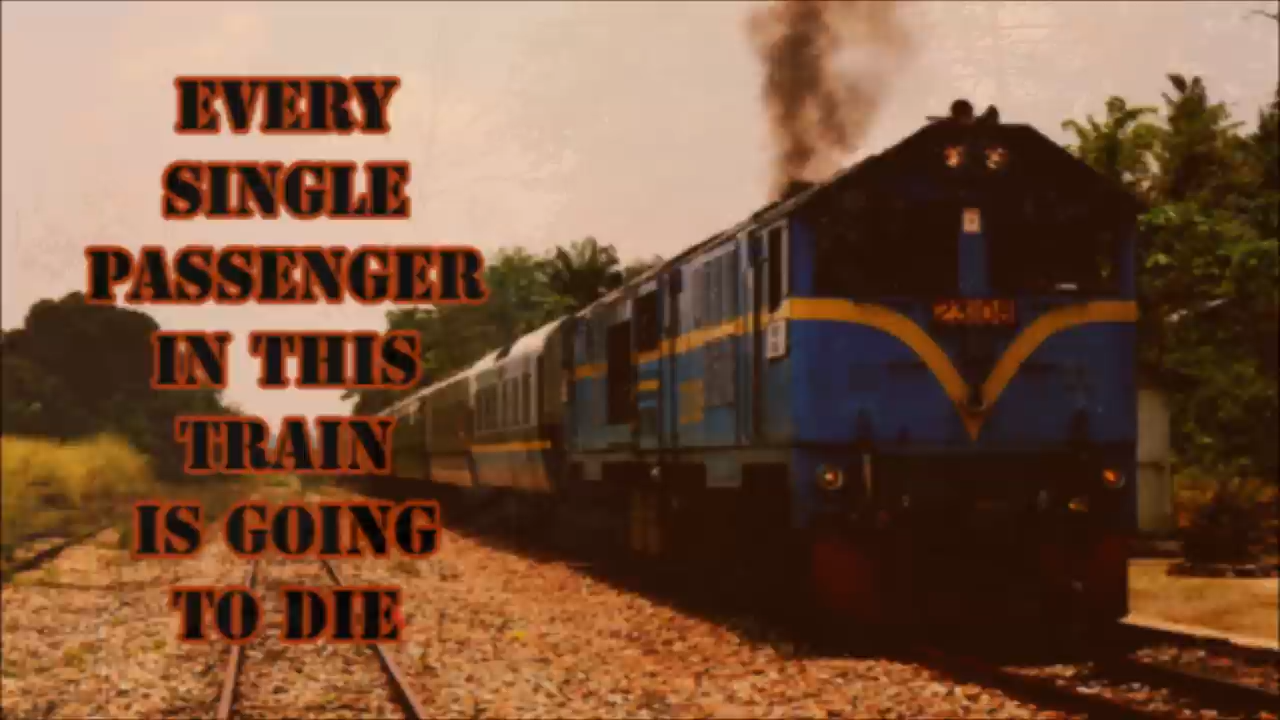 EVERY
SINGLE
PASSENGER
IN THIS
TRAIN
IS GOING
TO DIE